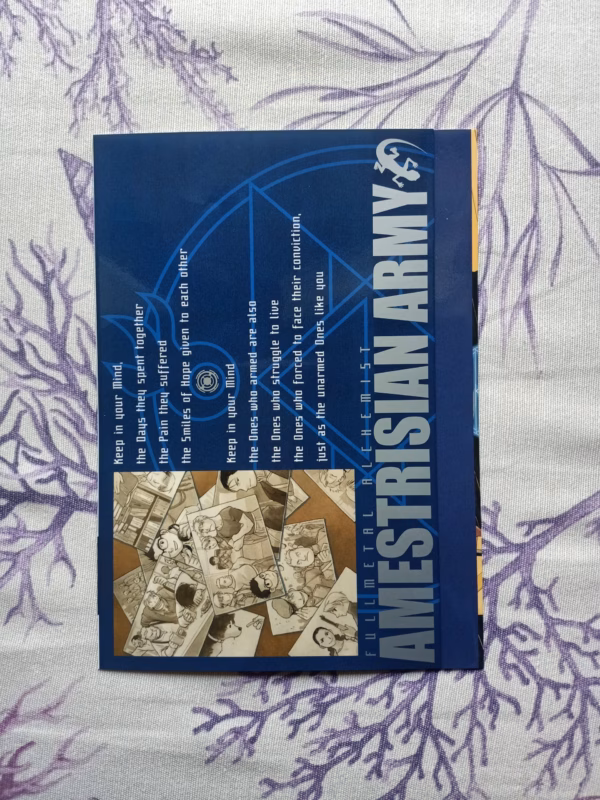 Keep in your Mind,
the Days they spent together
the Pain they suffered
the Smiles of Hope given to each other
Keep in your Mind
the Ones who armed are also
the Ones who struggle to live
the Ones who forced to face their conviction,
just as the unarmed Ones like you
FULLMETAL ALCHEMIST
AMESTRISIAN ARMY